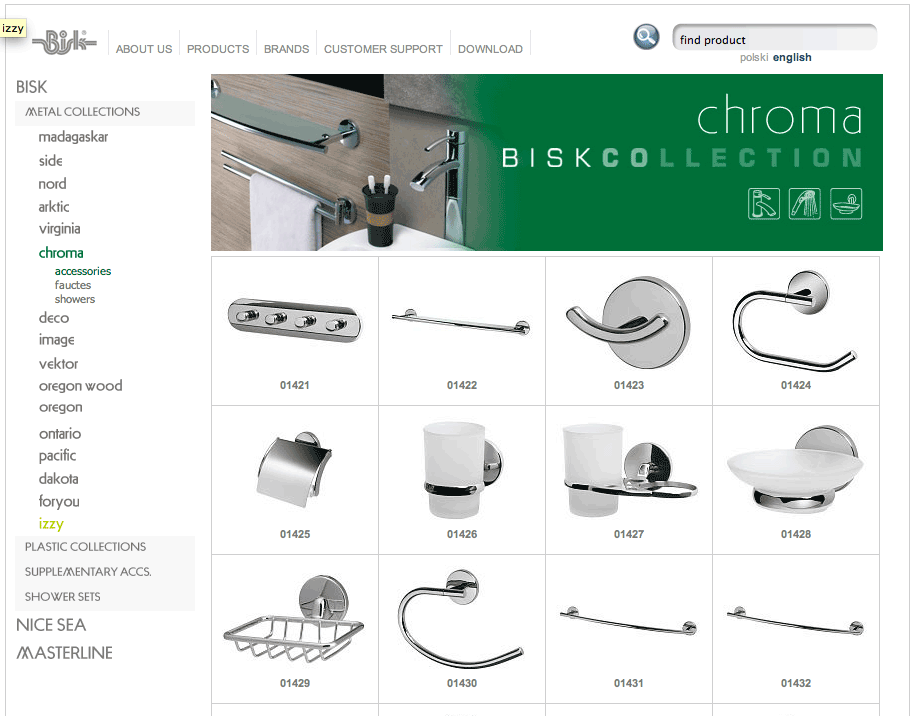 izzy
Bisk
ABOUT US
PRODUCTS
BRANDS
CUSTOMER SUPPORT
DOWNLOAD
find product
polski english
BISK
METAL COLLECTIONS
madagaskar
side
nord
arktic
virginia
chroma
accessories
fauctes
showers
deco
image
vektor
oregon wood
oregon
ontario
pacific
dakota
foryou
izzy
PLASTIC COLLECTIONS
SUPPLEMENTARY ACCS.
SHOWER SETS
NICE SEA
MASTERLINE
chroma
BISKCOLLECTION
01421
01422
01423
01424
01425
01426
01427
01428
01429
01430
01431
01432